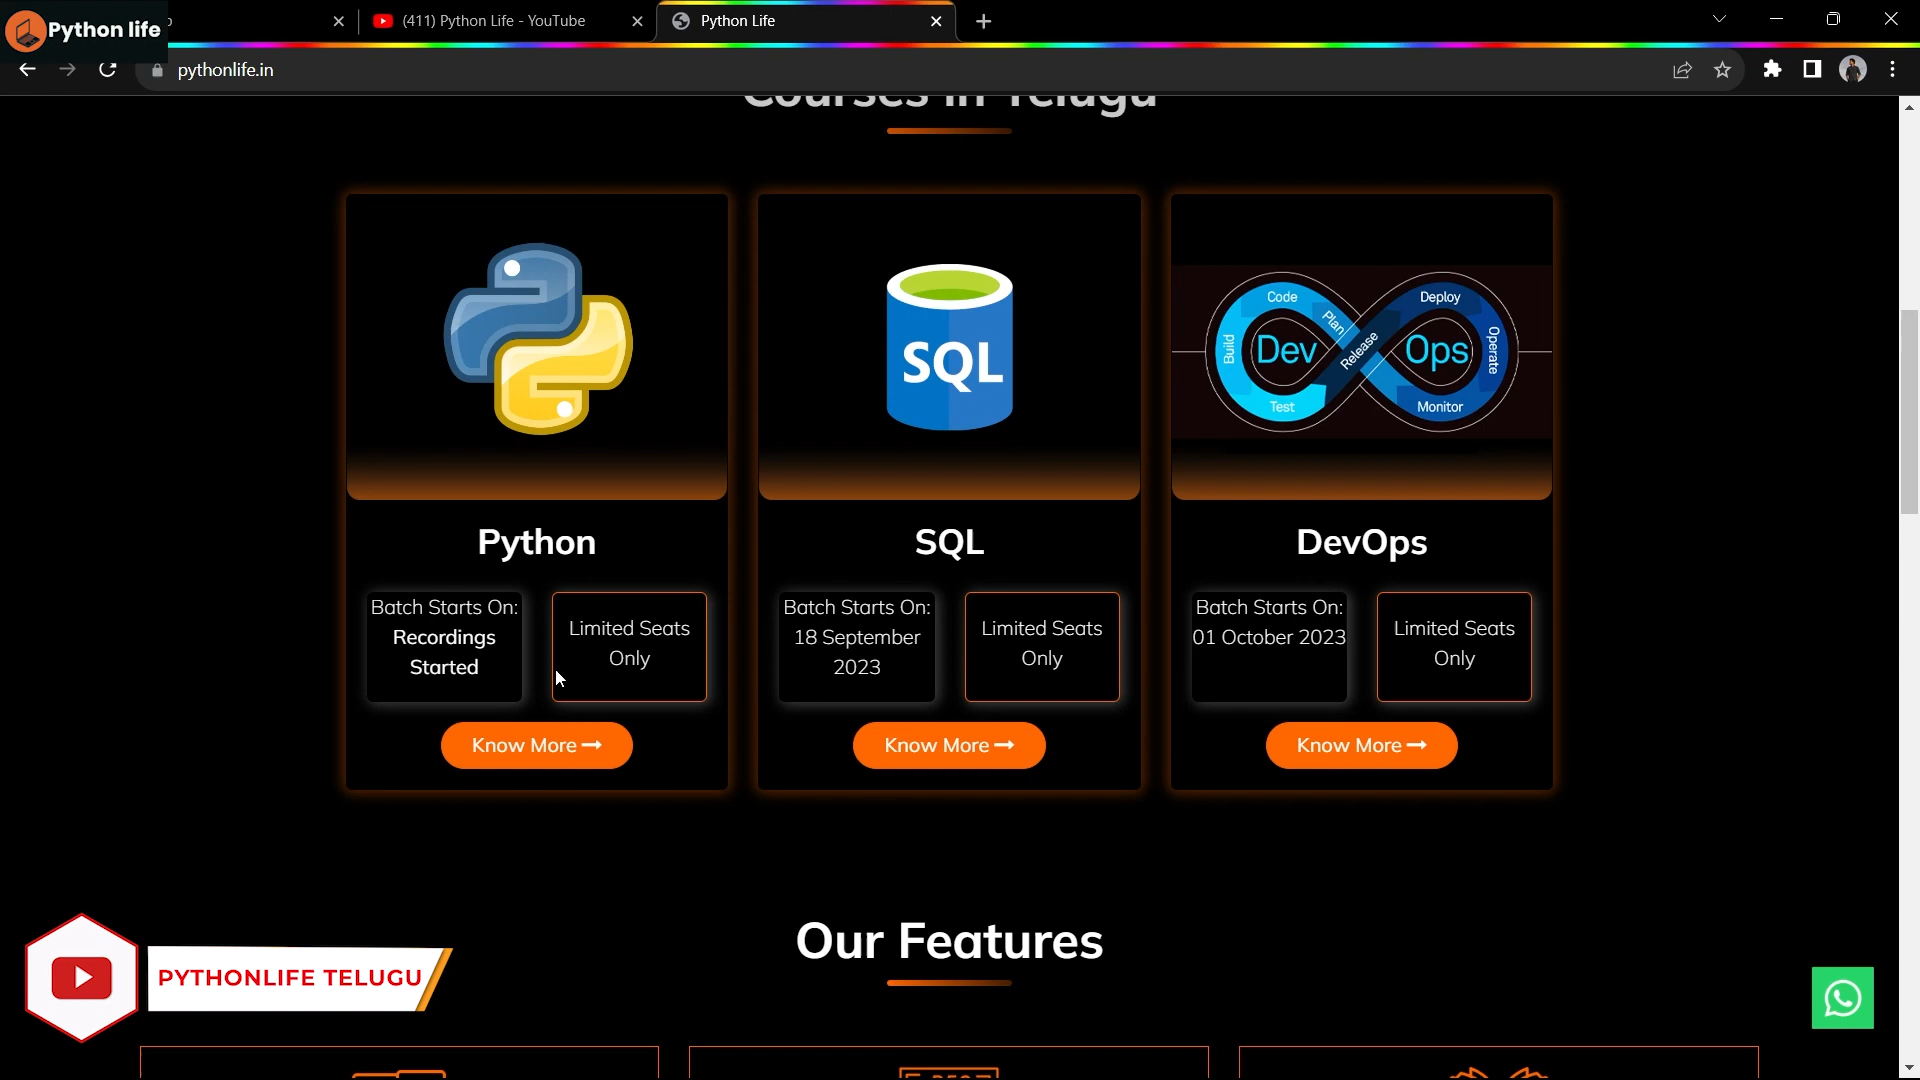 Python life
(411) Python Life - YouTube
Python Life
pythonlife.in
Courses in Telugu
SQL
Code
Plan
Build
Dev
Test
Release
Deploy
Operate
Ops
Monitor
Python
SQL
DevOps
Batch Starts On:
Recordings
Started
Limited Seats
Only
Batch Starts On:
18 September
2023
Limited Seats
Only
Batch Starts On:
01 October 2023
Limited Seats
Only
Know More
Know More
Know More
Our Features
PYTHONLIFE TELUGU